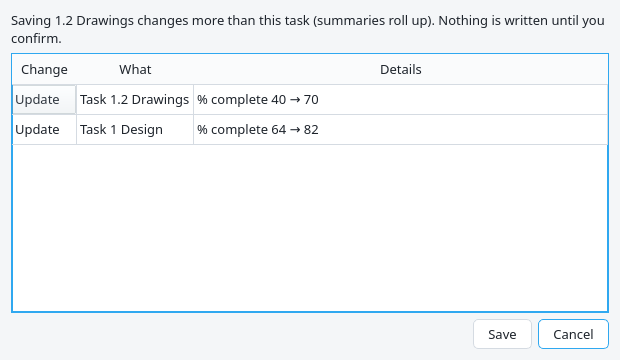 Saving 1.2 Drawings changes more than this task (summaries roll up). Nothing is written until you
confirm.
Change What Details
Update Task 1.2 Drawings % complete 40 → 70
Update Task 1 Design % complete 64 → 82
Save Cancel